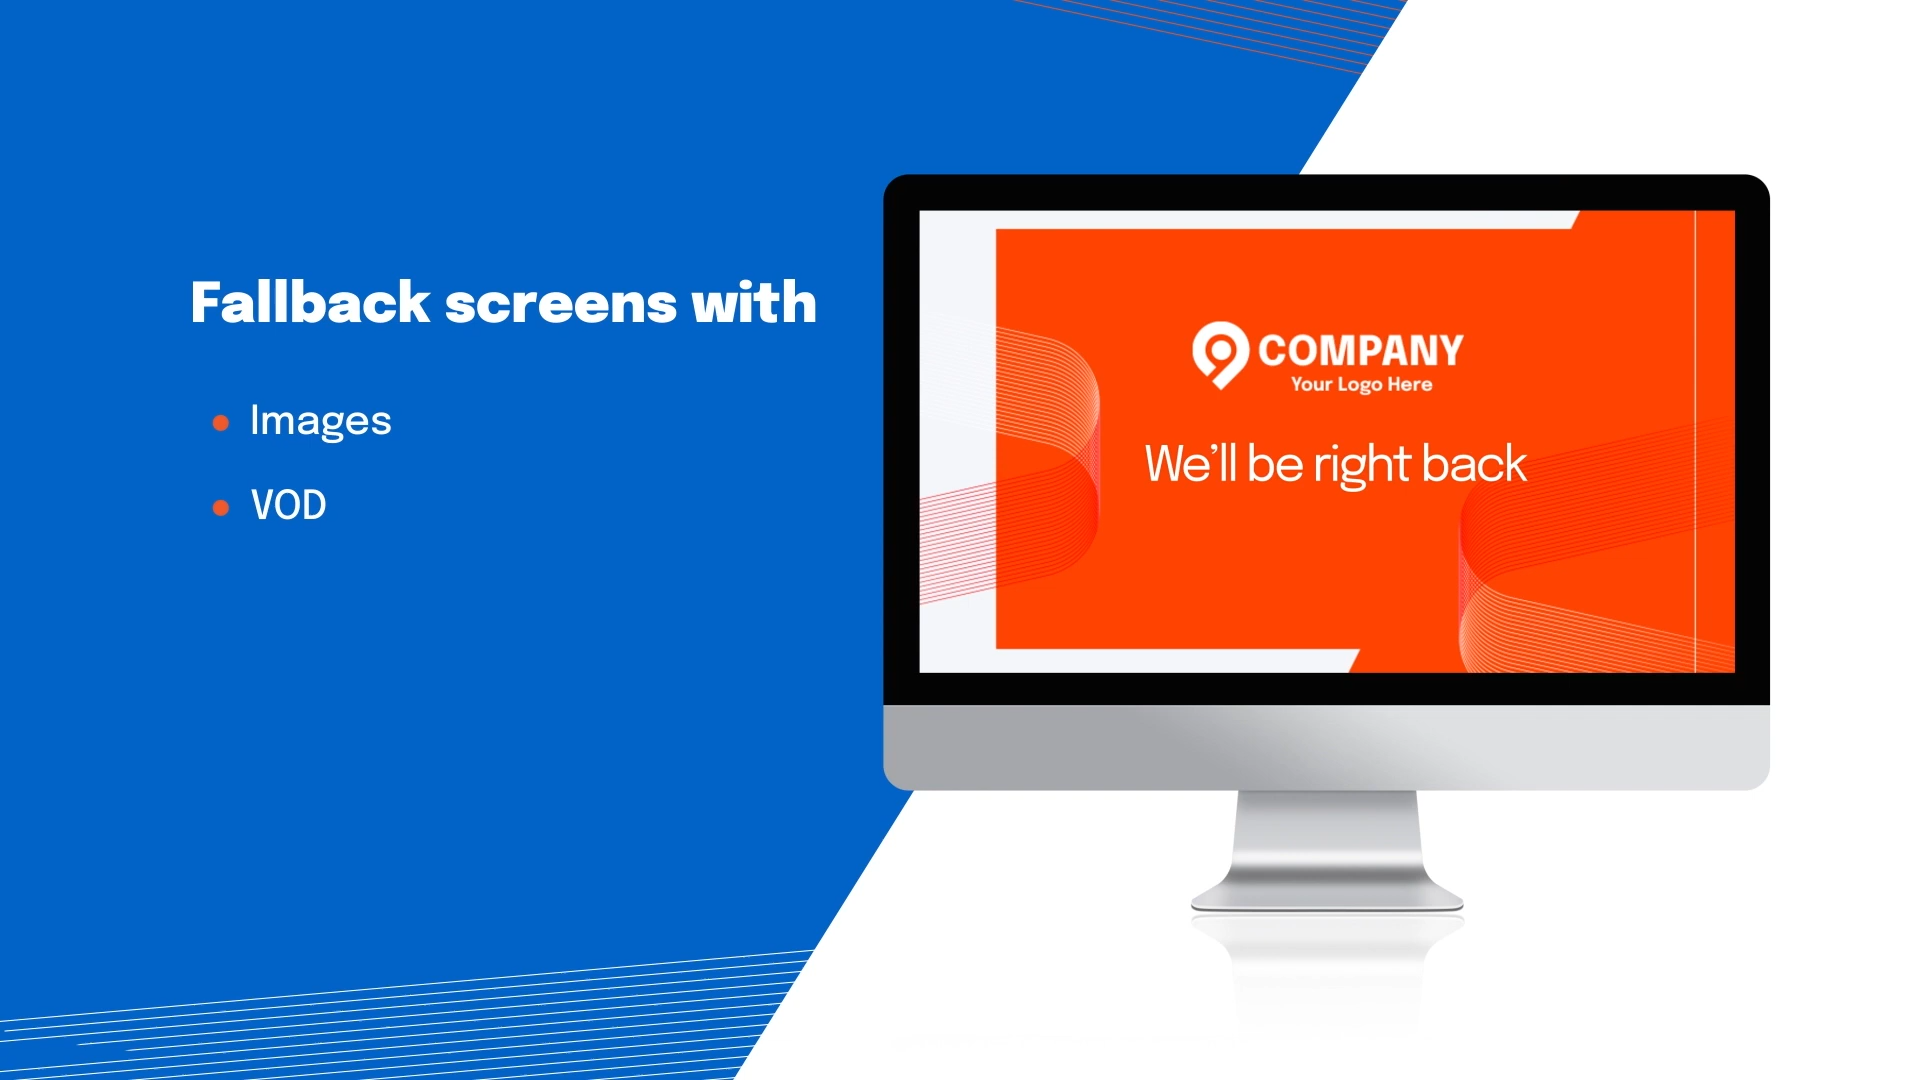 Fallback screens with
Images
VOD
COMPANY
Your Logo Here
We’ll be right back